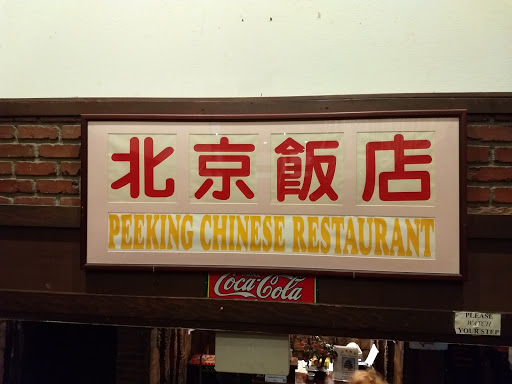 北京飯店
PEEKING CHINESE RESTAURANT
Coca-Cola
PLEASE
WATCH
YOUR STEP